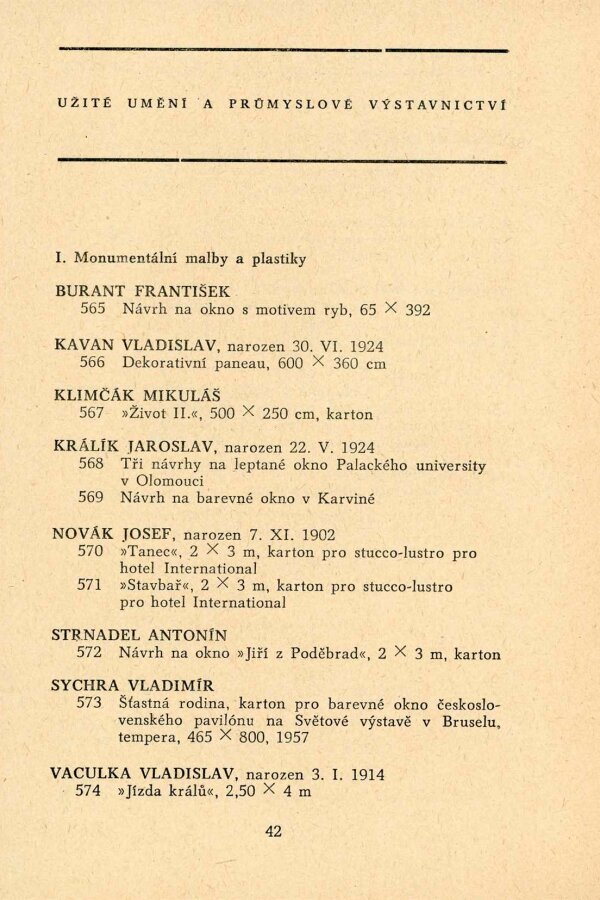 UŽITÉ UMĚNÍ A PRŮMYSLOVÉ VÝSTAVNICTVÍ
I. Monumentální malby a plastiky
BURANT FRANTIŠEK
565 Návrh na okno s motivem ryb, 65 × 392
KAVAN VLADISLAV, narozen 30. VI. 1924
566 Dekorativní paneau, 600 × 360 cm
KLIMČÁK MIKULÁŠ
567 »Život II.«, 500 × 250 cm, karton
KRÁLÍK JAROSLAV, narozen 22. V. 1924
568 Tři návrhy na leptané okno Palackého university
v Olomouci
569 Návrh na barevné okno v Karviné
NOVÁK JOSEF, narozen 7. XI. 1902
570 »Tanec«, 2 × 3 m, karton pro stucco-lustro pro
hotel International
571 »Stavbař«, 2 × 3 m, karton pro stucco-lustro
pro hotel International
STRNADEL ANTONÍN
572 Návrh na okno »Jiří z Poděbrad«, 2 × 3 m, karton
SYCHRA VLADIMÍR
573 Šťastná rodina, karton pro barevné okno českoslo-
venského pavilónu na Světové výstavě v Bruselu,
tempera, 465 × 800, 1957
VACULKA VLADISLAV, narozen 3. I. 1914
574 »Jízda králů«, 2,50 × 4 m
42